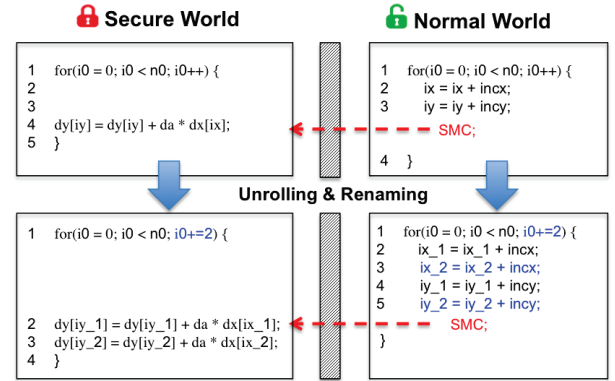 Secure World
1 for(i0 = 0; i0 < n0; i0++) {
2
3
4 dy[iy] = dy[iy] + da * dx[ix];
5 }
Normal World
1 for(i0 = 0; i0 < n0; i0++) {
2 ix = ix + incx;
3 iy = iy + incy;
SMC;
4 }
Unrolling & Renaming
1 for(i0 = 0; i0 < n0; i0+=2) {
2 dy[iy_1] = dy[iy_1] + da * dx[ix_1];
3 dy[iy_2] = dy[iy_2] + da * dx[ix_2];
4 }
1 for(i0 = 0; i0 < n0; i0+=2) {
2 ix_1 = ix_1 + incx;
3 ix_2 = ix_2 + incx;
4 iy_1 = iy_1 + incy;
5 iy_2 = iy_2 + incy;
SMC;
}